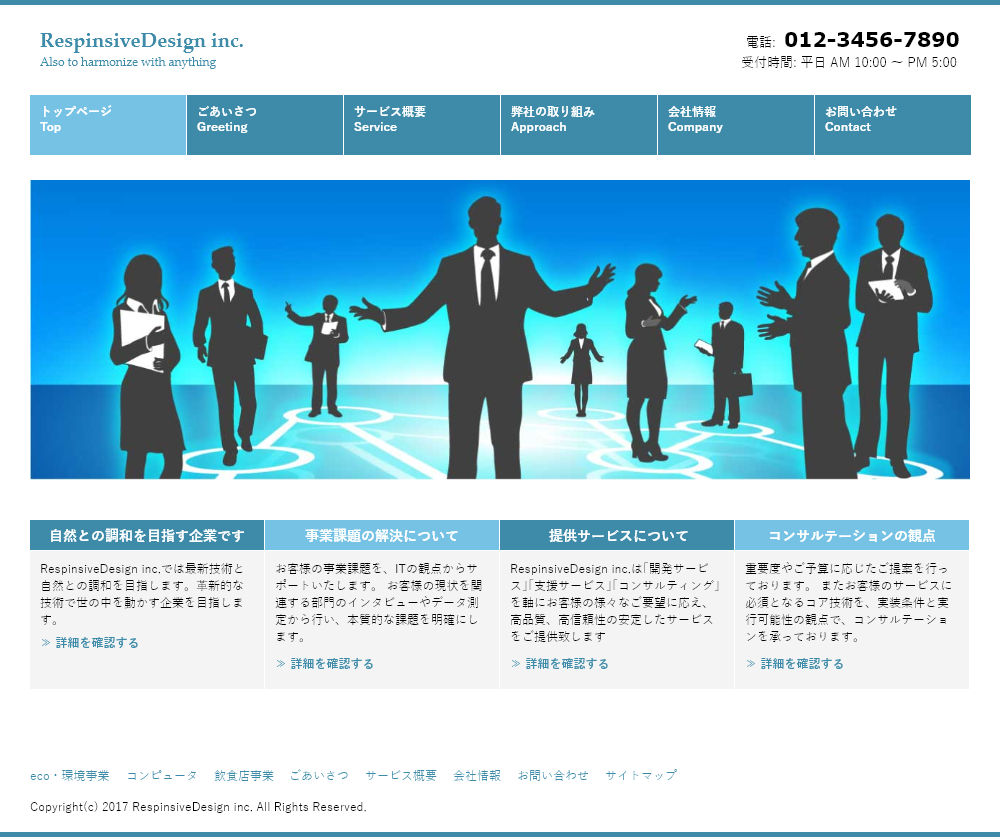 RespinsiveDesign inc.
Also to harmonize with anything
電話: 012-3456-7890
受付時間: 平日 AM 10:00 ～ PM 5:00
トップページ
Top
ごあいさつ
Greeting
サービス概要
Service
弊社の取り組み
Approach
会社情報
Company
お問い合わせ
Contact
自然との調和を目指す企業です
RespinsiveDesign inc.では最新技術と
自然との調和を目指します。革新的な
技術で世の中を動かす企業を目指しま
す。
≫ 詳細を確認する
事業課題の解決について
お客様の事業課題を、ITの観点からサ
ポートいたします。 お客様の現状を関
連する部門のインタビューやデータ測
定から行い、本質的な課題を明確にし
ます。
≫ 詳細を確認する
提供サービスについて
RespinsiveDesign inc.は｢開発サービ
ス｣｢支援サービス｣｢コンサルティング｣
を軸にお客様の様々なご要望に応え、
高品質、高信頼性の安定したサービス
をご提供致します
≫ 詳細を確認する
コンサルテーションの観点
重要度やご予算に応じたご提案を行っ
ております。 またお客様のサービスに
必須となるコア技術を、実装条件と実
行可能性の観点で、コンサルテーショ
ンを承っております。
≫ 詳細を確認する
eco・環境事業 コンピュータ 飲食店事業 ごあいさつ サービス概要 会社情報 お問い合わせ サイトマップ
Copyright(c) 2017 RespinsiveDesign inc. All Rights Reserved.